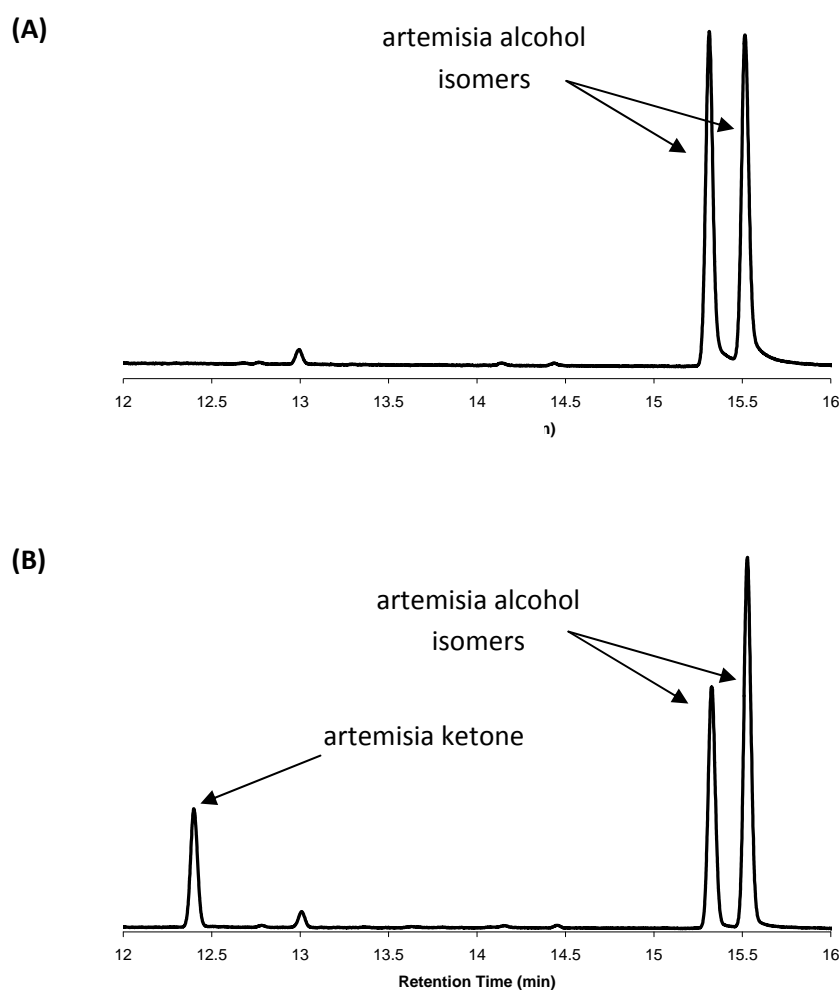 (A)
artemisia alcohol
isomers
12 12.5 13 13.5 14 14.5 15 15.5 16
(B)
artemisia alcohol
isomers
artemisia ketone
12 12.5 13 13.5 14 14.5 15 15.5 16
Retention Time (min)